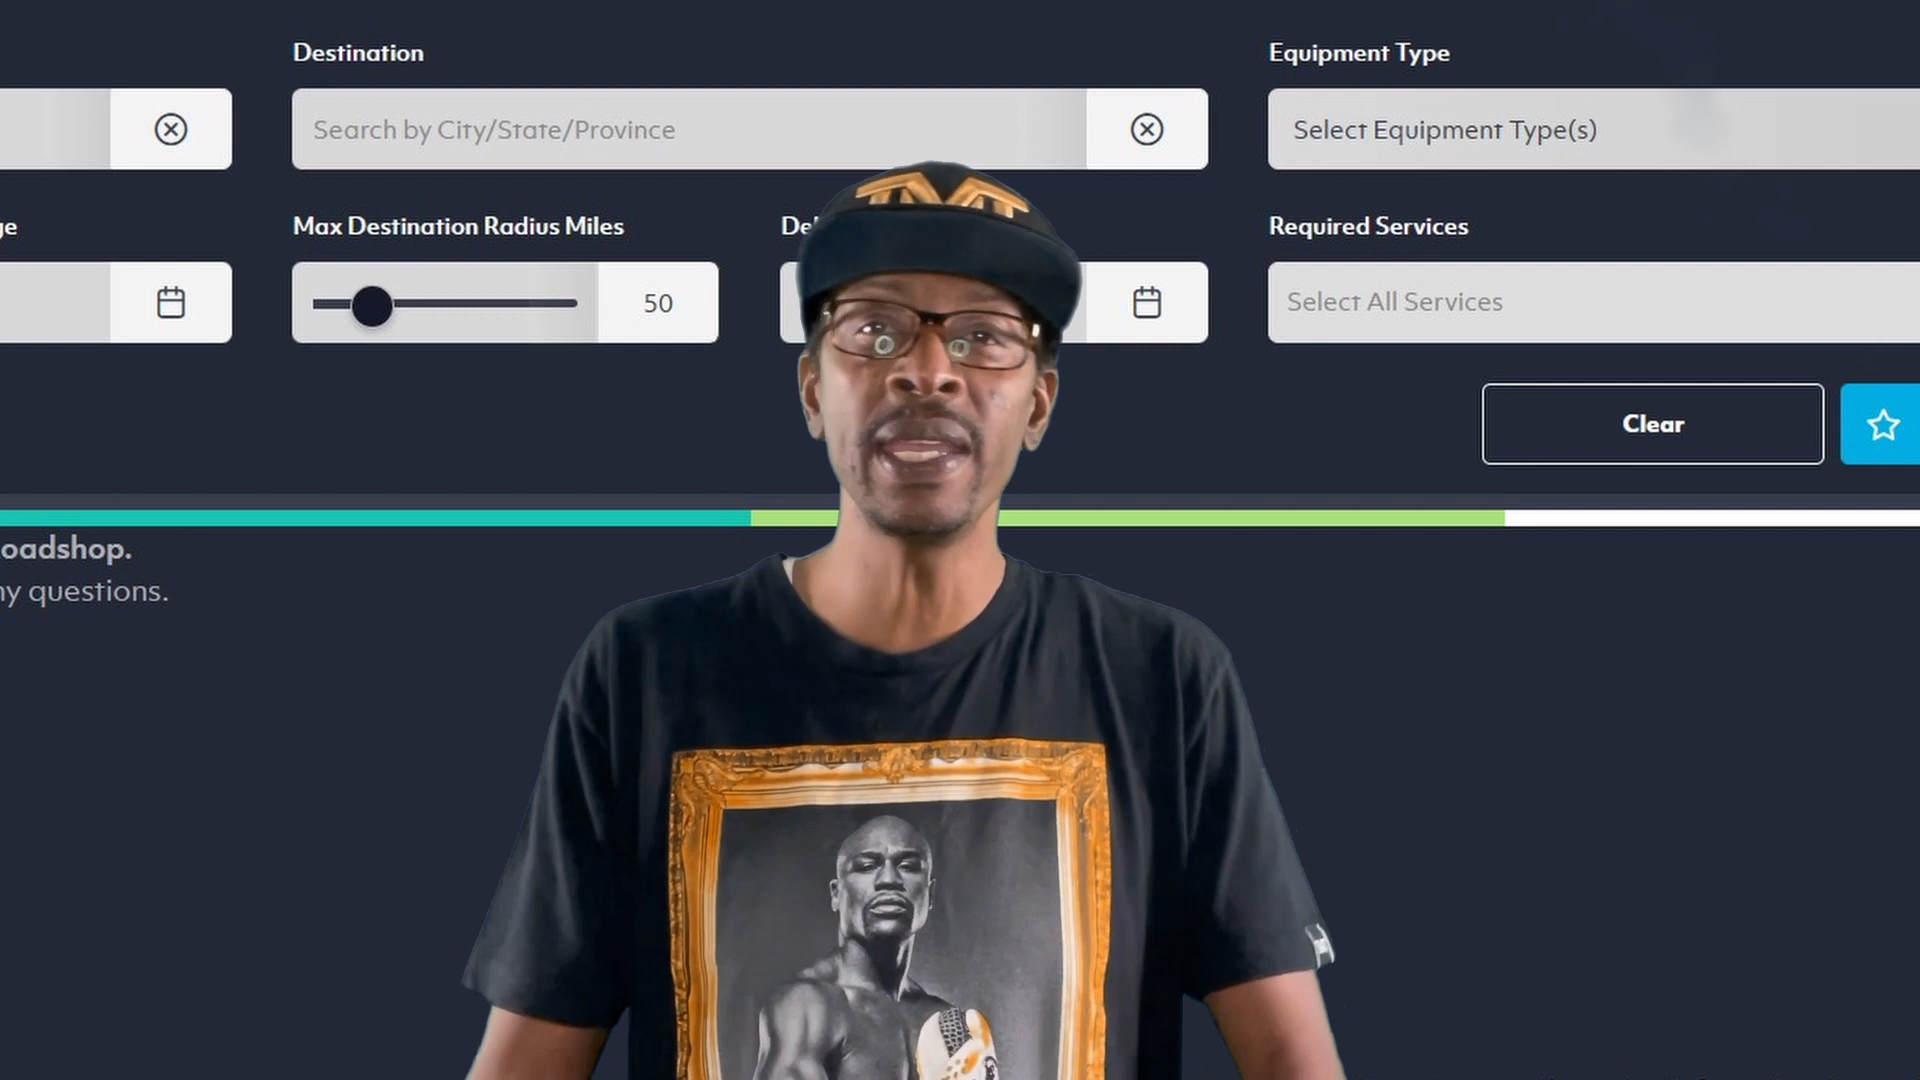 Destination
Equipment Type
Search by City/State/Province
Select Equipment Type(s)
ge
Max Destination Radius Miles
De
Required Services
50
Select All Services
Clear
oadshop.
ny questions.
TMT